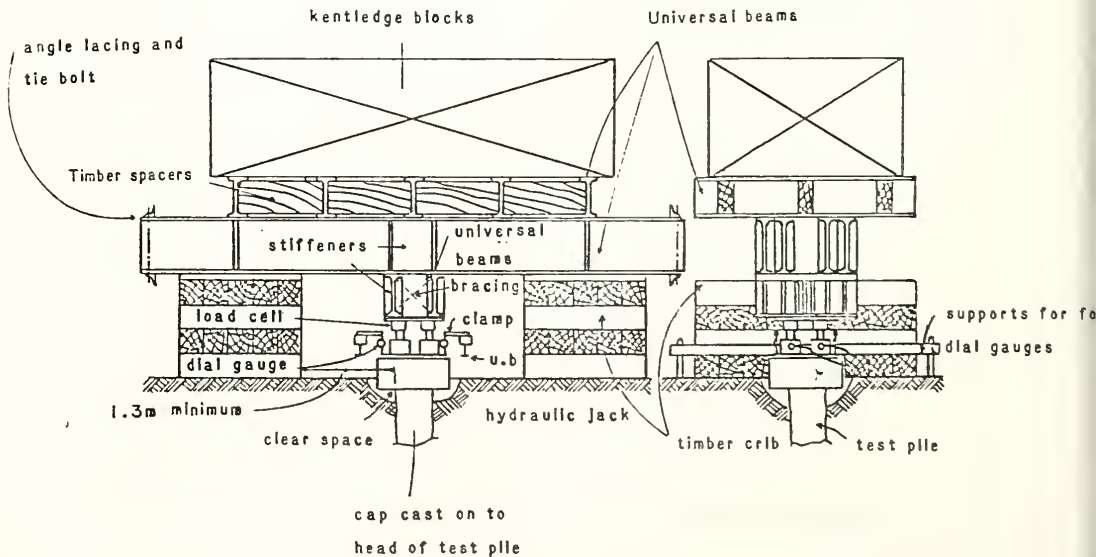 kentledge blocks
Universal beams
angle lacing and
tie bolt
Timber spacers
stiffeners
universal
beams
bracing
load cell
clamp
dial gauge
u.b
supports for fo
dial gauges
1.3m minimum
clear space
hydraulic jack
timber crib
test pile
cap cast on to
head of test pile